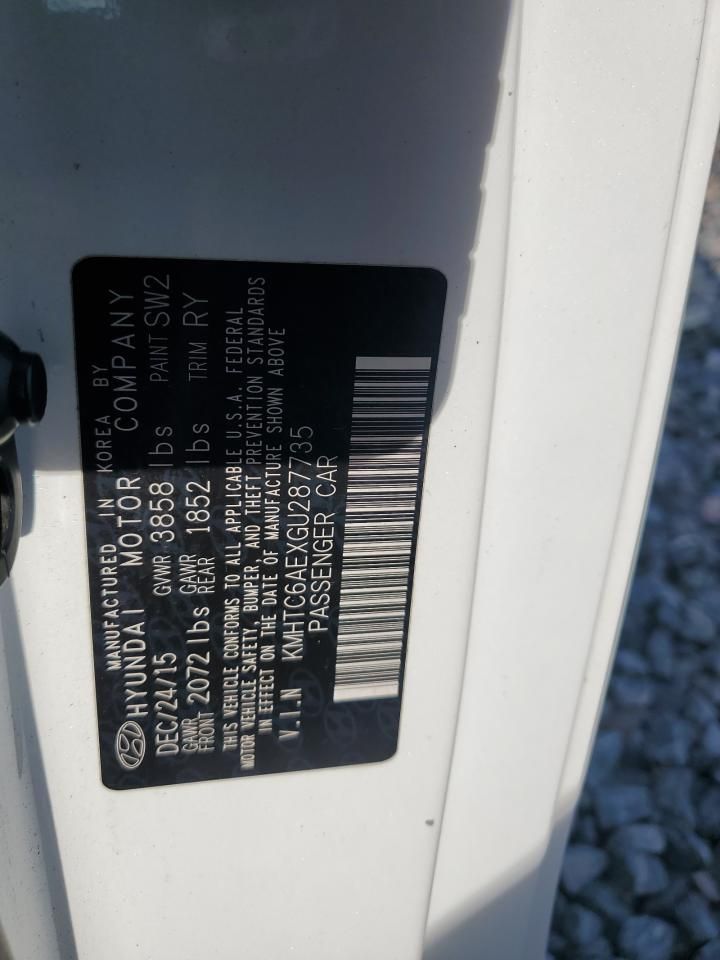 MANUFACTURED IN KOREA BY
HYUNDAI MOTOR COMPANY
DEC/24/15 GVWR 3858 lbs PAINT SW2
GAWR FRONT 2072 lbs GAWR REAR 1852 lbs TRIM RY
THIS VEHICLE CONFORMS TO ALL APPLICABLE U.S.A. FEDERAL
MOTOR VEHICLE SAFETY, BUMPER, AND THEFT PREVENTION STANDARDS
IN EFFECT ON THE DATE OF MANUFACTURE SHOWN ABOVE
V.I.N KMHTC6AEXGU287735
PASSENGER CAR